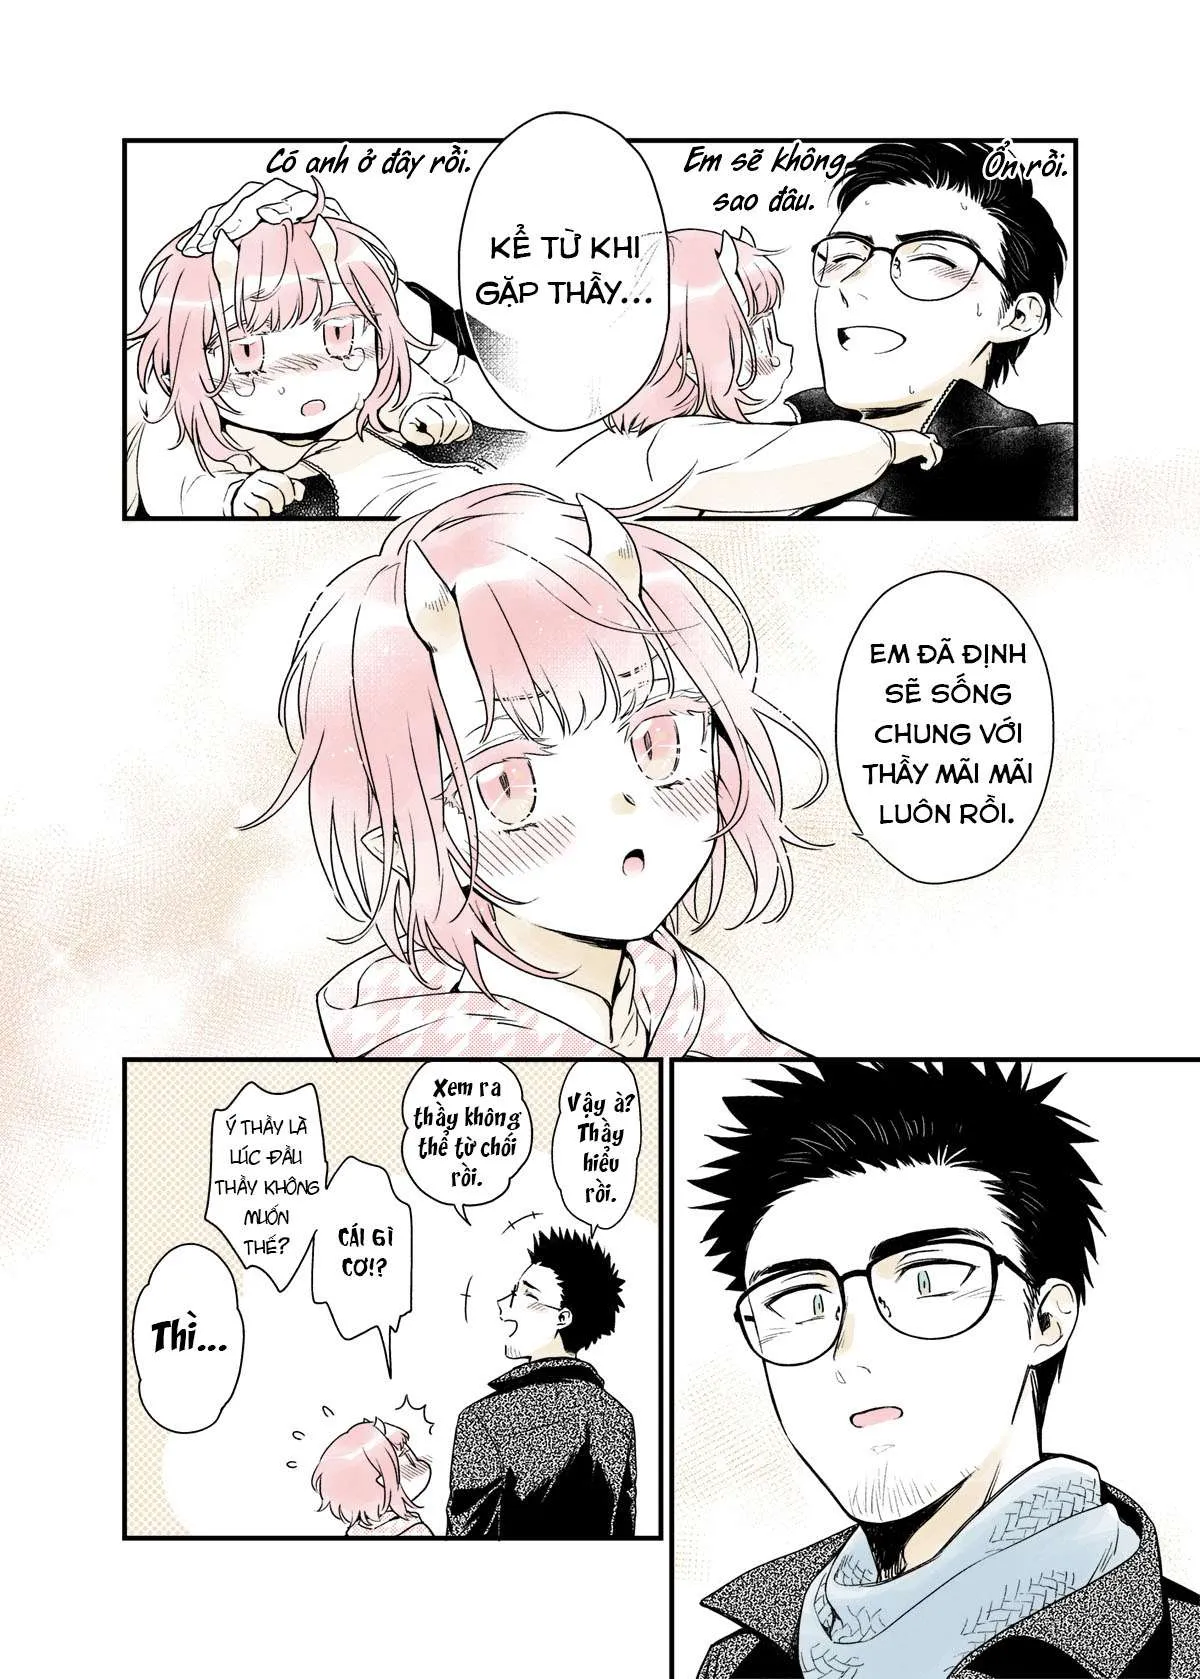 Ổn rồi.
Em sẽ không
sao đâu.
Có anh ở đây rồi.
KỂ TỪ KHI
GẶP THẦY...
EM ĐÃ ĐỊNH
SẼ SỐNG
CHUNG VỚI
THẦY MÃI MÃI
LUÔN RỒI.
Vậy à?
Thầy
hiểu
rồi.
Xem ra
thầy không
thể từ chối
rồi.
CÁI GÌ
CƠ!?
Ý THẦY LÀ
LÚC ĐẦU
THẦY KHÔNG
MUỐN
THẾ?
Thì...